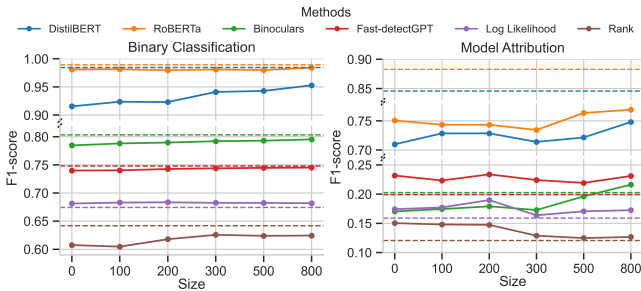 Methods
DistilBERT RoBERTa Binoculars Fast-detectGPT Log Likelihood Rank
Binary Classification
1.00
0.95
0.90
0.80
0.75
0.70
0.65
0.60
F1-score
0 100 200 300 500 800
Size
Model Attribution
0.90
0.85
0.75
0.70
0.25
0.20
0.15
0.10
F1-score
0 100 200 300 500 800
Size